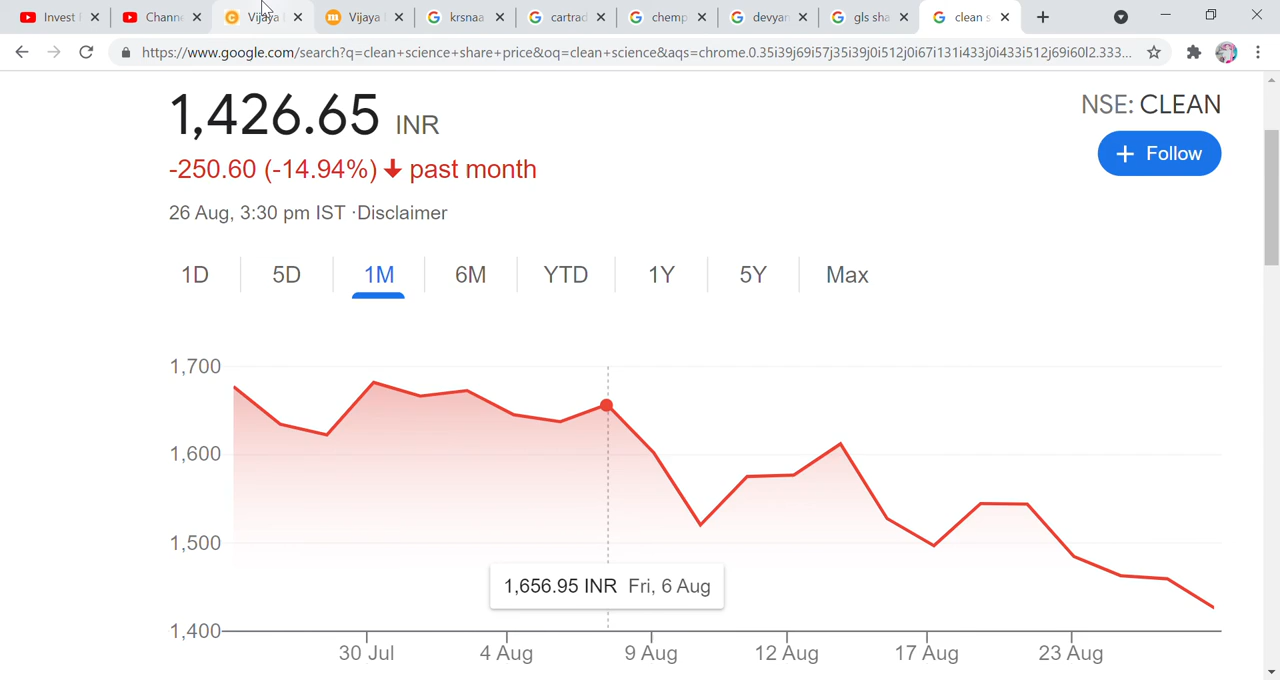 Invest
Chann
Vijaya
Vijaya
krsnaa
cartrad
chemp
devyan
gls sha
clean s
https://www.google.com/search?q=clean+science+share+price&oq=clean+science&aqs=chrome.0.35i39j69i57j35i39j0i512j0i67i131i433j0i433i512j69i60l2.333...
1,426.65 INR
NSE: CLEAN
-250.60 (-14.94%) past month
+ Follow
26 Aug, 3:30 pm IST ·Disclaimer
1D 5D 1M 6M YTD 1Y 5Y Max
1,700
1,600
1,500
1,656.95 INR Fri, 6 Aug
1,400
30 Jul 4 Aug 9 Aug 12 Aug 17 Aug 23 Aug